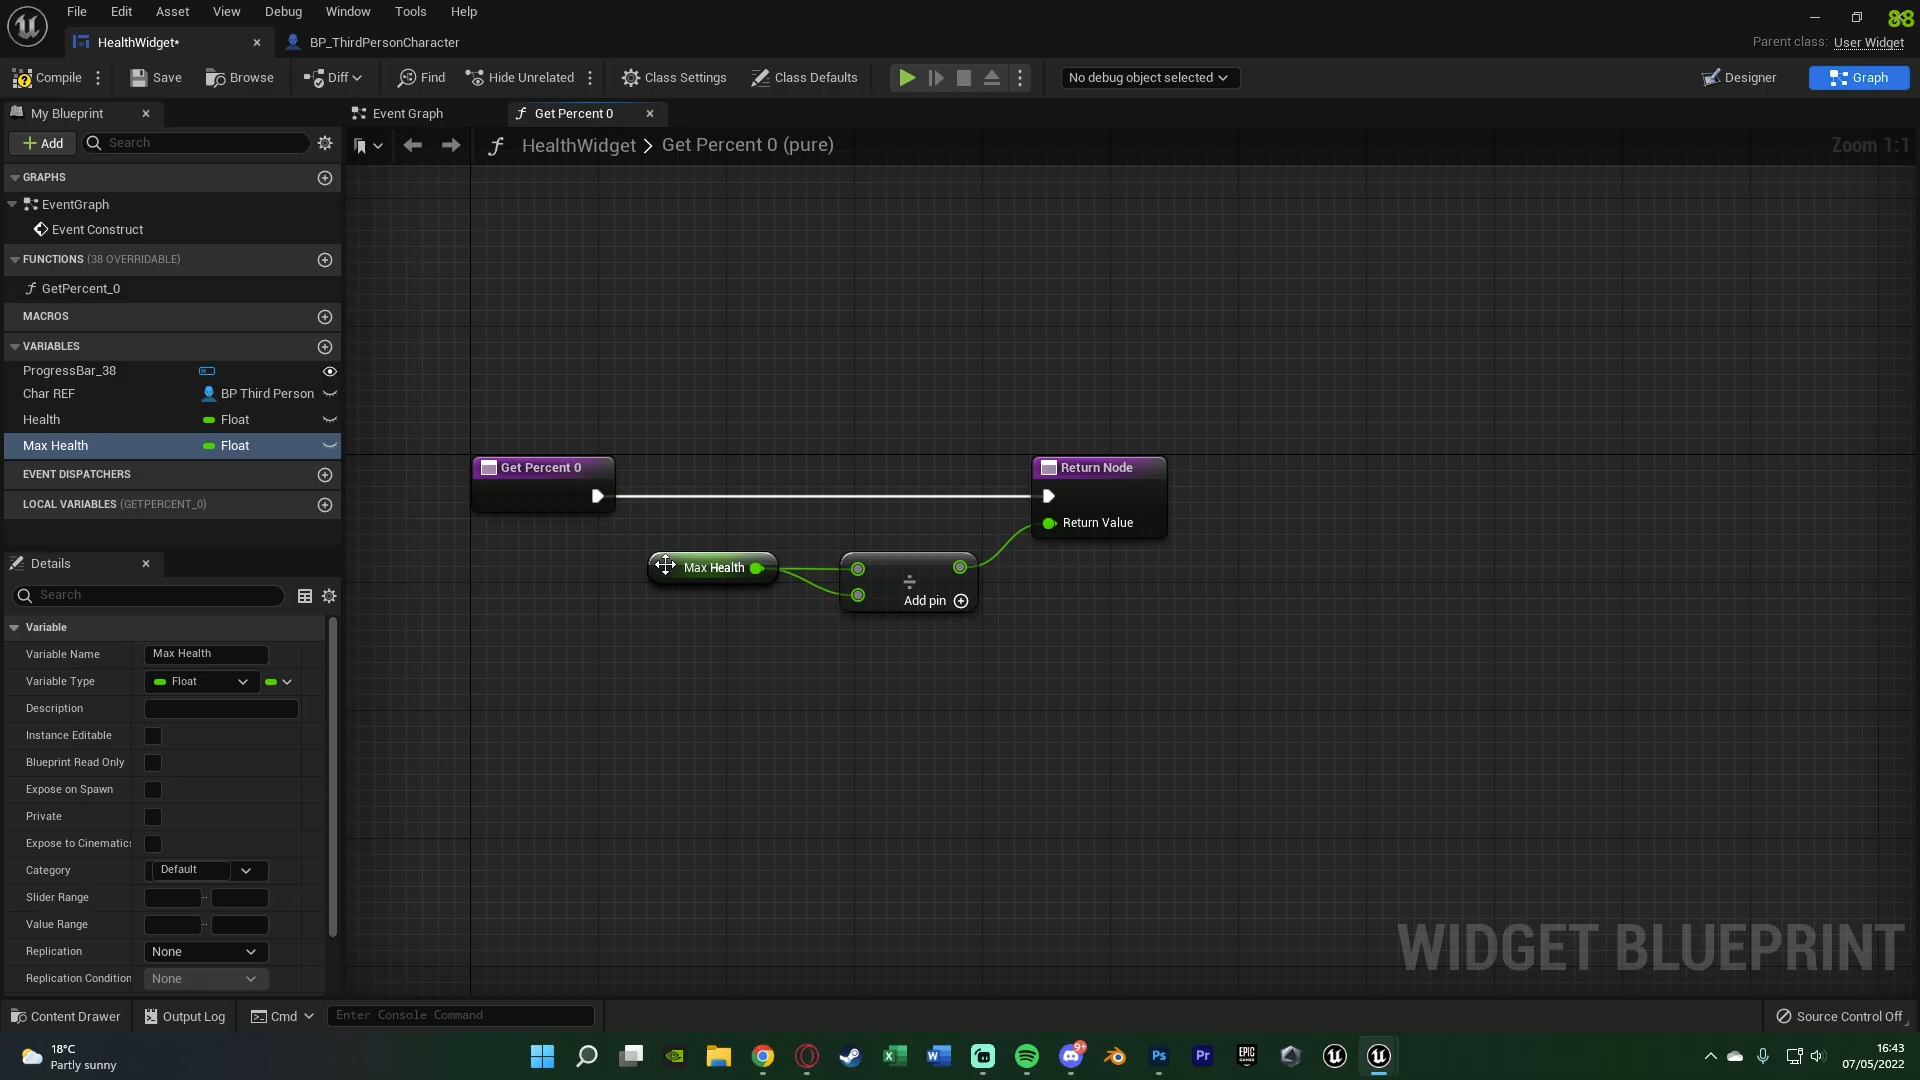 File Edit Asset View Debug Window Tools Help
HealthWidget* BP_ThirdPersonCharacter
Parent class: User Widget
Compile Save Browse Diff Find Hide Unrelated Class Settings Class Defaults No debug object selected Designer Graph
My Blueprint Event Graph Get Percent 0
Add Search HealthWidget > Get Percent 0 (pure) Zoom 1:1
GRAPHS
EventGraph
Event Construct
FUNCTIONS (38 OVERRIDABLE)
GetPercent_0
MACROS
VARIABLES
ProgressBar_38
Char REF BP Third Person
Health Float
Max Health Float
EVENT DISPATCHERS
LOCAL VARIABLES (GETPERCENT_0)
Get Percent 0 Return Node
Return Value
Max Health ÷
Add pin
Details
Search
Variable
Variable Name Max Health
Variable Type Float
Description
Instance Editable
Blueprint Read Only
Expose on Spawn
Private
Expose to Cinematics
Category Default
Slider Range ..
Value Range ..
Replication None
Replication Condition None
WIDGET BLUEPRINT
Content Drawer Output Log Cmd Enter Console Command Source Control Off
18°C
Partly sunny
9+
16:43
07/05/2022